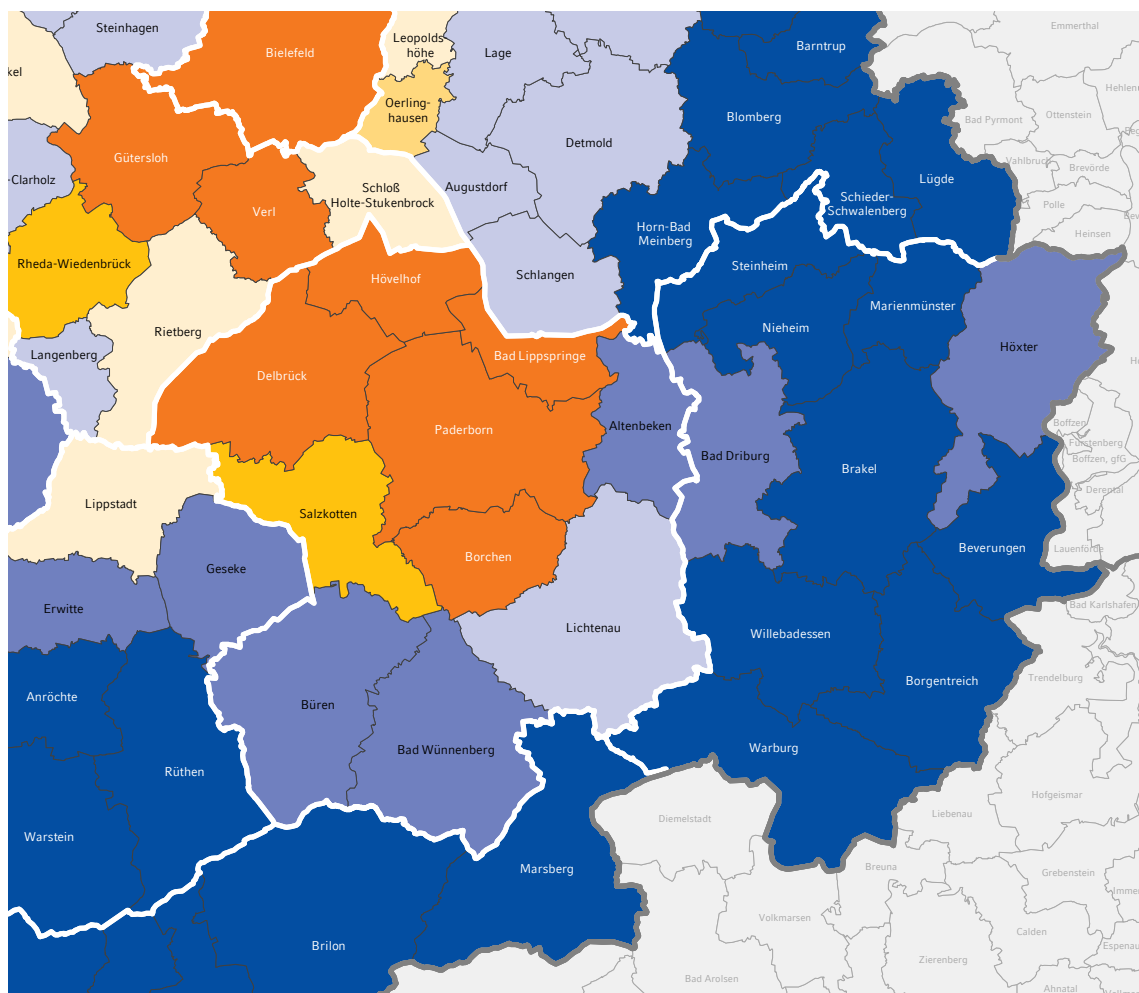 Steinhagen
Bielefeld
Leopolds
höhe
Lage
Barntrup
Emmerthal
kel
Oerling-
hausen
Blomberg
Bad Pyrmont
Ottenstein
Gütersloh
Detmold
Vahlbruch
Brevörde
-Clarholz
Schloß
Holte-Stukenbrock
Augustdorf
Lügde
Schieder-
Schwalenberg
Polle
Verl
Horn-Bad
Meinberg
Heinsen
Rheda-Wiedenbrück
Hövelhof
Schlangen
Steinheim
Marienmünster
Rietberg
Nieheim
Höxter
Langenberg
Bad Lippspringe
Delbrück
Paderborn
Altenbeken
Boffzen
Fürstenberg
Bad Driburg
Boffzen, gfG
Brakel
Derental
Lippstadt
Salzkotten
Beverungen
Lauenförde
Borchen
Geseke
Erwitte
Bad Karlshafen
Lichtenau
Willebadessen
Trendelburg
Borgentreich
Anröchte
Büren
Bad Wünnenberg
Warburg
Rüthen
Hofgeismar
Liebenau
Diemelstadt
Warstein
Marsberg
Breuna
Grebenstein
Volkmarsen
Calden
Brilon
Espenau
Zierenberg
Bad Arolsen
Ahnatal